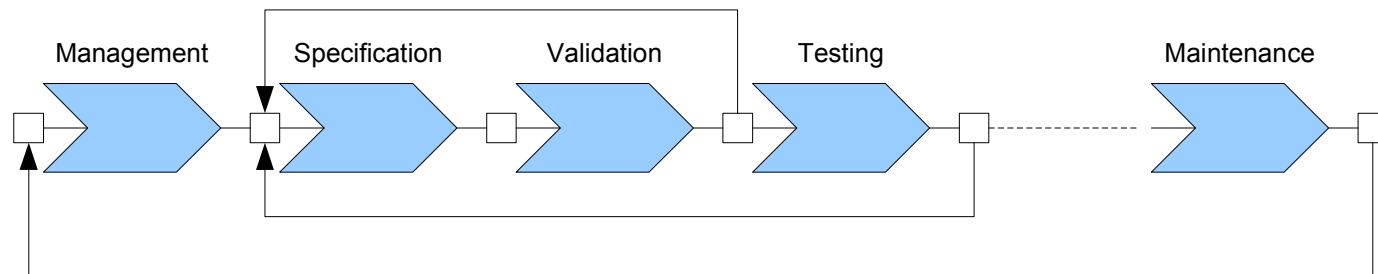 Management
Specification
Validation
Testing
Maintenance